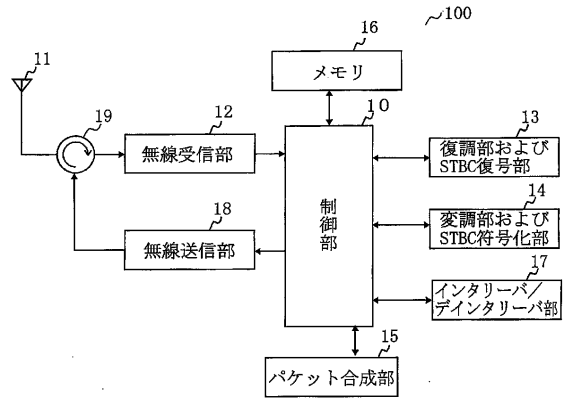 100
16
メモリ
11
19
12
無線受信部
10
制御部
13
復調部および
STBC復号部
14
変調部および
STBC符号化部
18
無線送信部
17
インタリーバ/
デインタリーバ部
15
パケット合成部